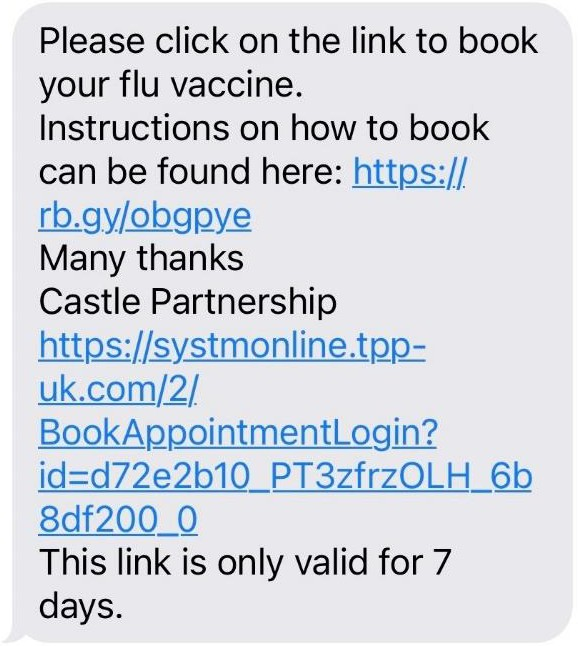 Please click on the link to book
your flu vaccine.
Instructions on how to book
can be found here: https://
rb.gy/obgpye
Many thanks
Castle Partnership
https://systmonline.tpp-
uk.com/2/
BookAppointmentLogin?
id=d72e2b10_PT3zfrzOLH_6b
8df200_0
This link is only valid for 7
days.